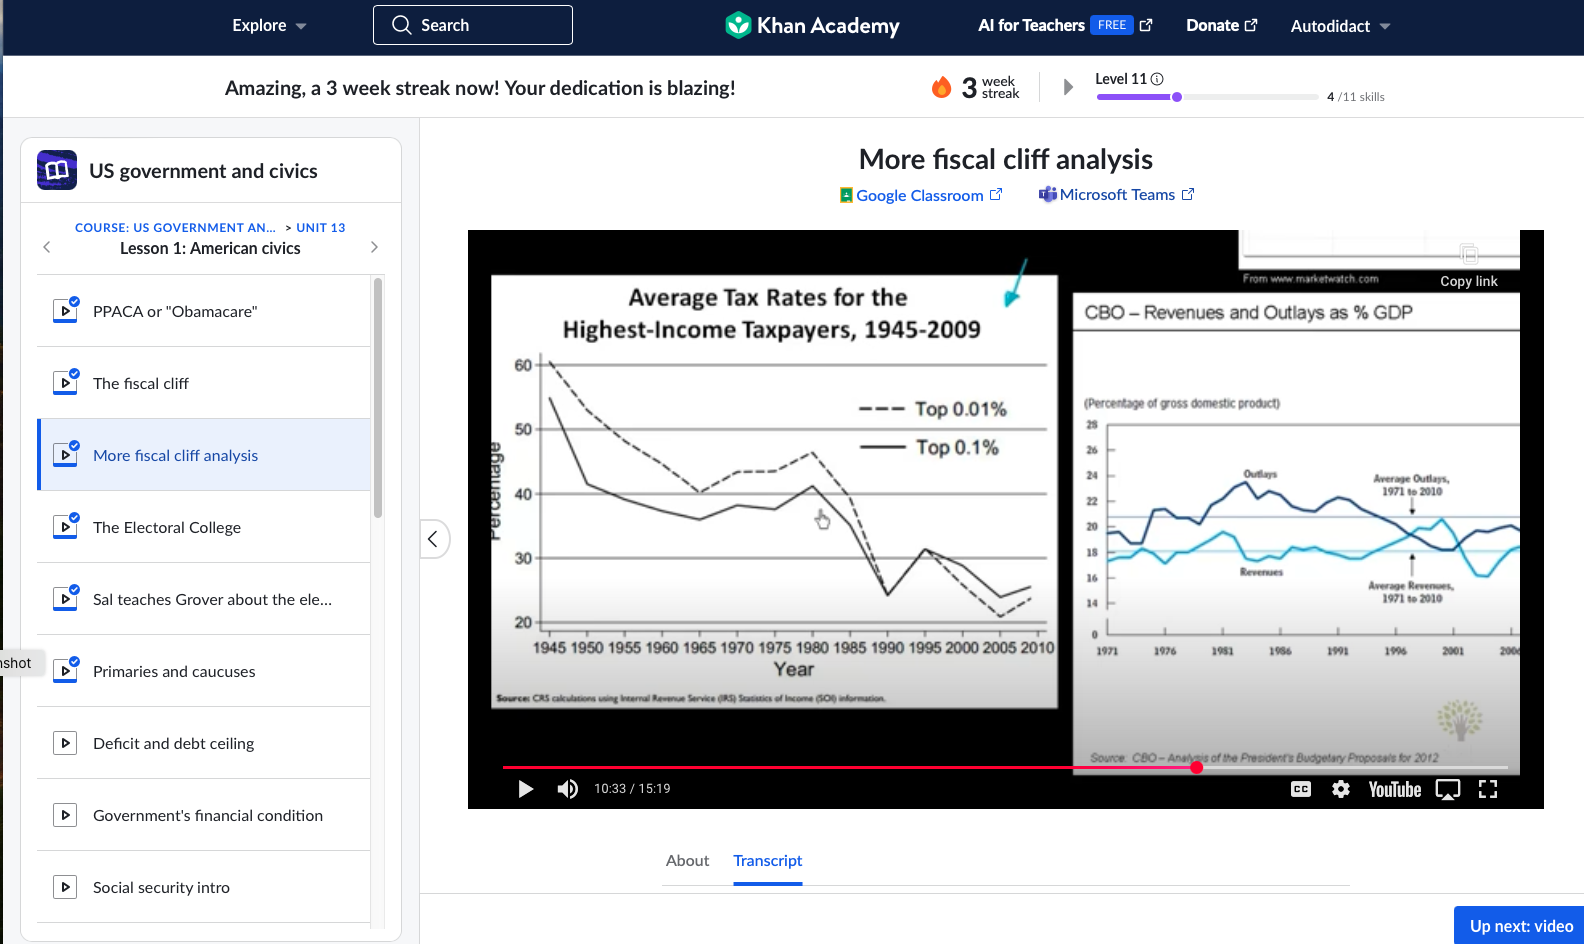 Explore
Search
Khan Academy
AI for Teachers FREE
Donate
Autodidact
Amazing, a 3 week streak now! Your dedication is blazing!
3 week streak
Level 11
4 /11 skills
US government and civics
COURSE: US GOVERNMENT AN... > UNIT 13
Lesson 1: American civics
PPACA or "Obamacare"
The fiscal cliff
More fiscal cliff analysis
The Electoral College
Sal teaches Grover about the ele...
Primaries and caucuses
Deficit and debt ceiling
Government's financial condition
Social security intro
nshot
More fiscal cliff analysis
Google Classroom
Microsoft Teams
Average Tax Rates for the
Highest-Income Taxpayers, 1945-2009
60
50
40
30
20
Percentage
Top 0.01%
Top 0.1%
1945 1950 1955 1960 1965 1970 1975 1980 1985 1990 1995 2000 2005 2010
Year
Source: CRS calculations using Internal Revenue Service (IRS) Statistics of Income (SOI) information.
From www.marketwatch.com
Copy link
CBO – Revenues and Outlays as % GDP
(Percentage of gross domestic product)
28
26
24
22
20
18
16
14
0
Outlays
Average Outlays,
1971 to 2010
Revenues
Average Revenues,
1971 to 2010
1971 1976 1981 1986 1991 1996 2001 2006
Source: CBO – Analysis of the President's Budgetary Proposals for 2012
10:33 / 15:19
CC
YouTube
About
Transcript
Up next: video